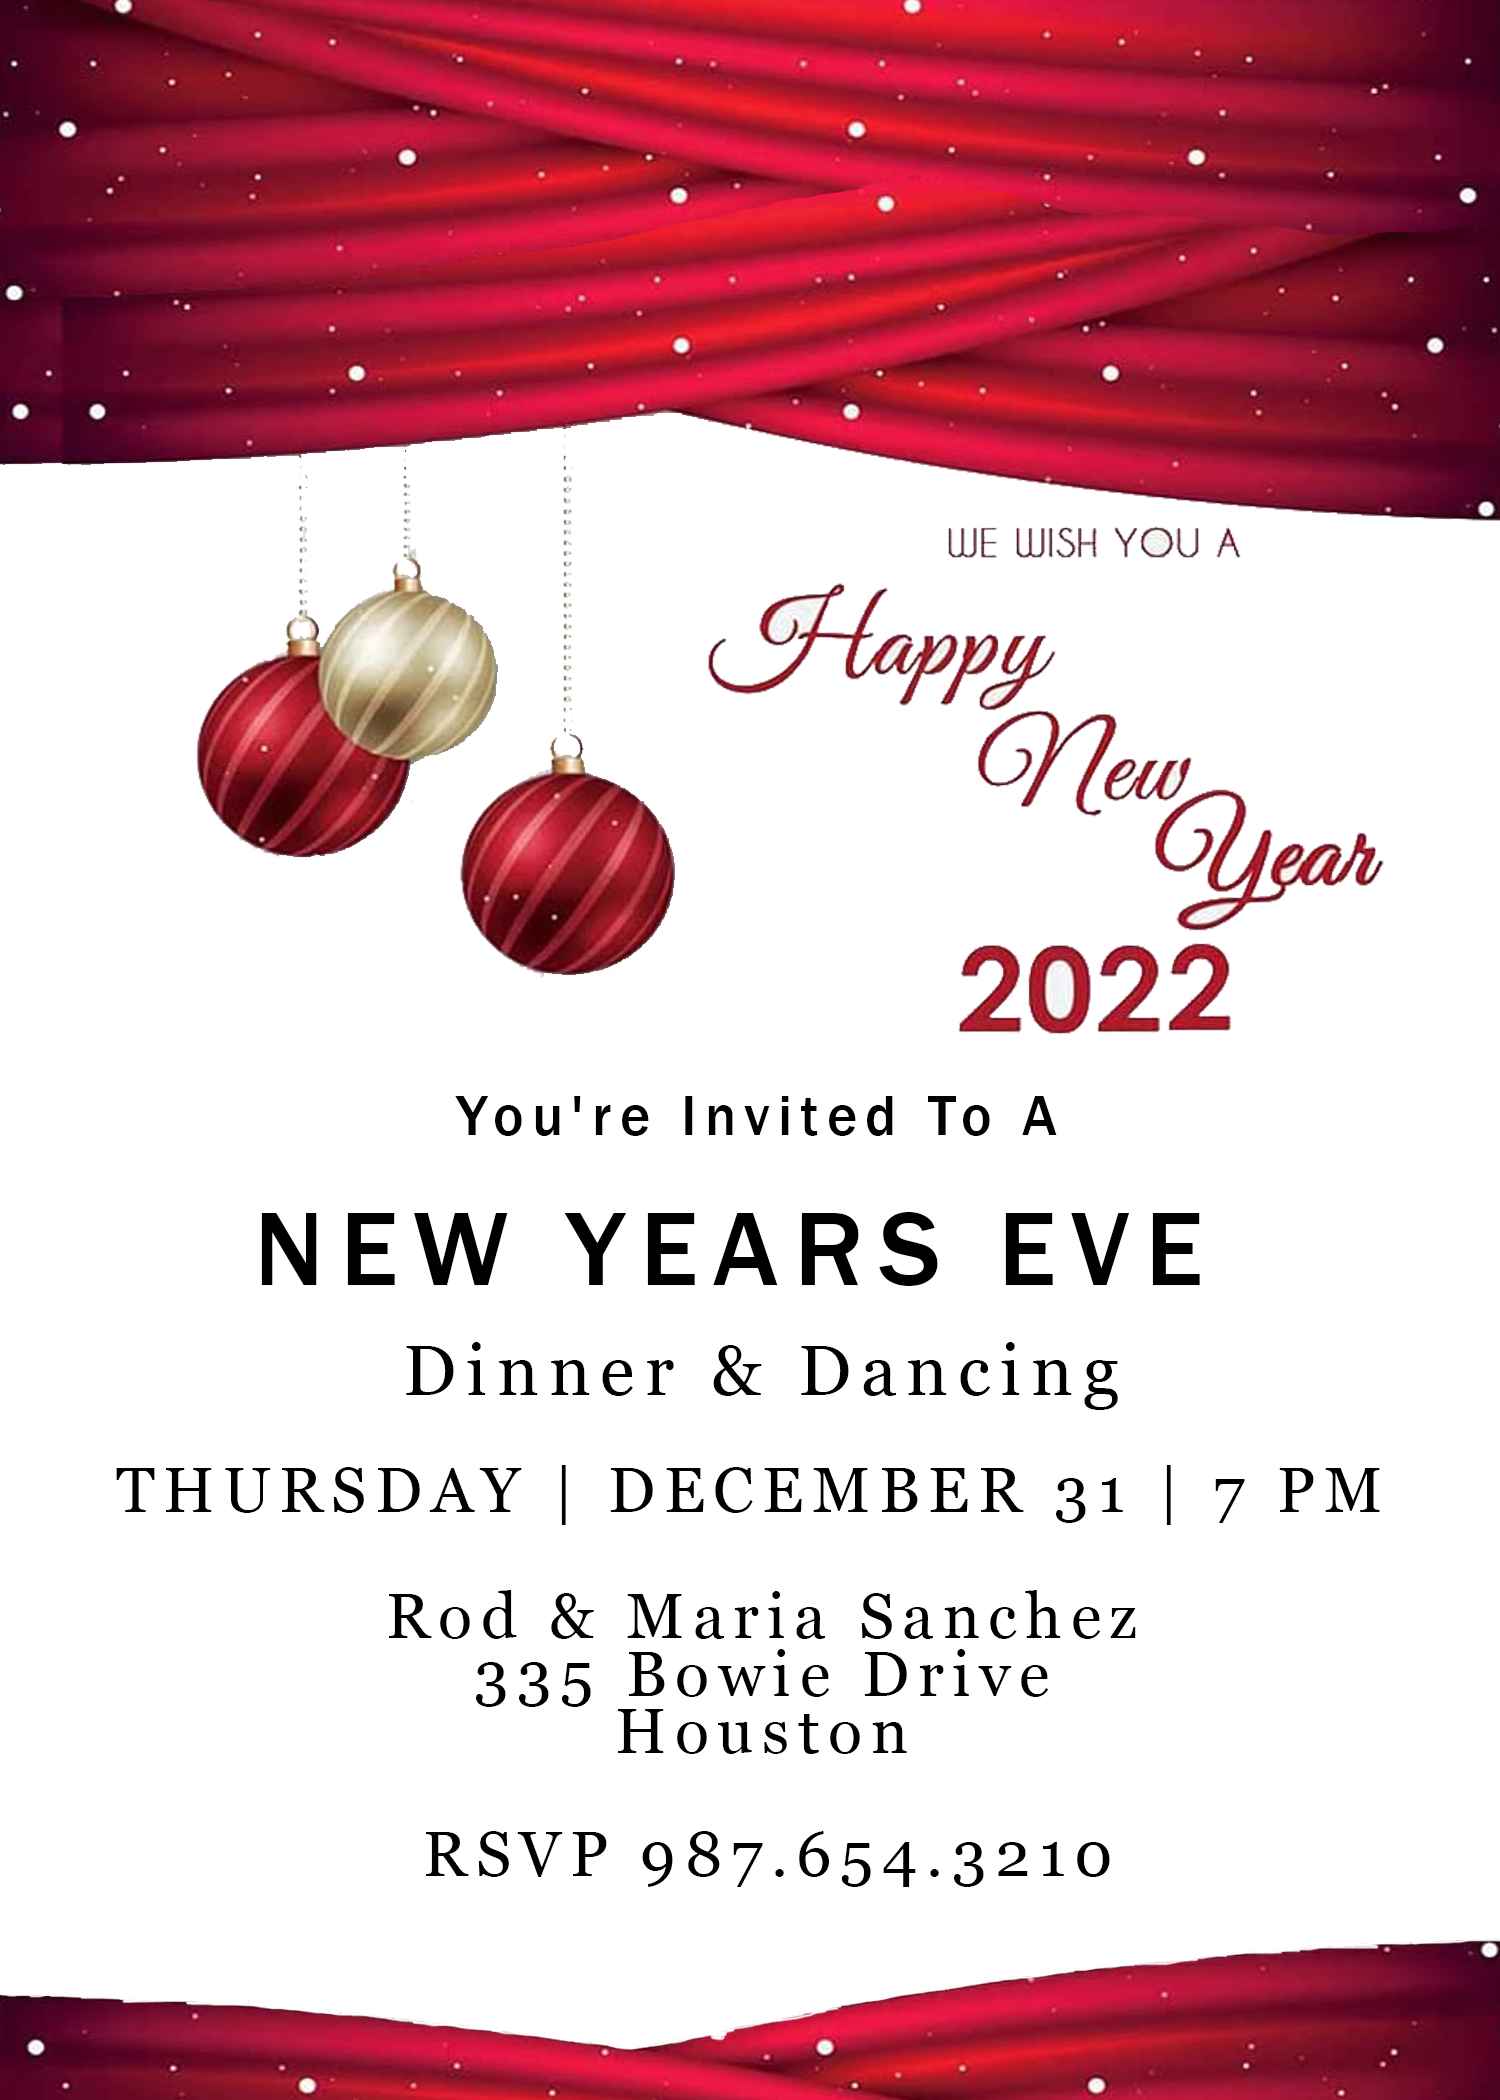 WE WISH YOU A
Happy
New
Year
2022
You're Invited To A
NEW YEARS EVE
Dinner & Dancing
THURSDAY | DECEMBER 31 | 7 PM
Rod & Maria Sanchez
335 Bowie Drive
Houston
RSVP 987.654.3210